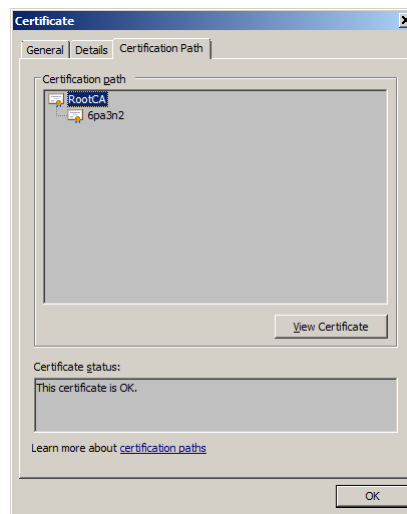 Certificate
General Details Certification Path
Certification path
RootCA
6pa3n2
View Certificate
Certificate status:
This certificate is OK.
Learn more about certification paths
OK